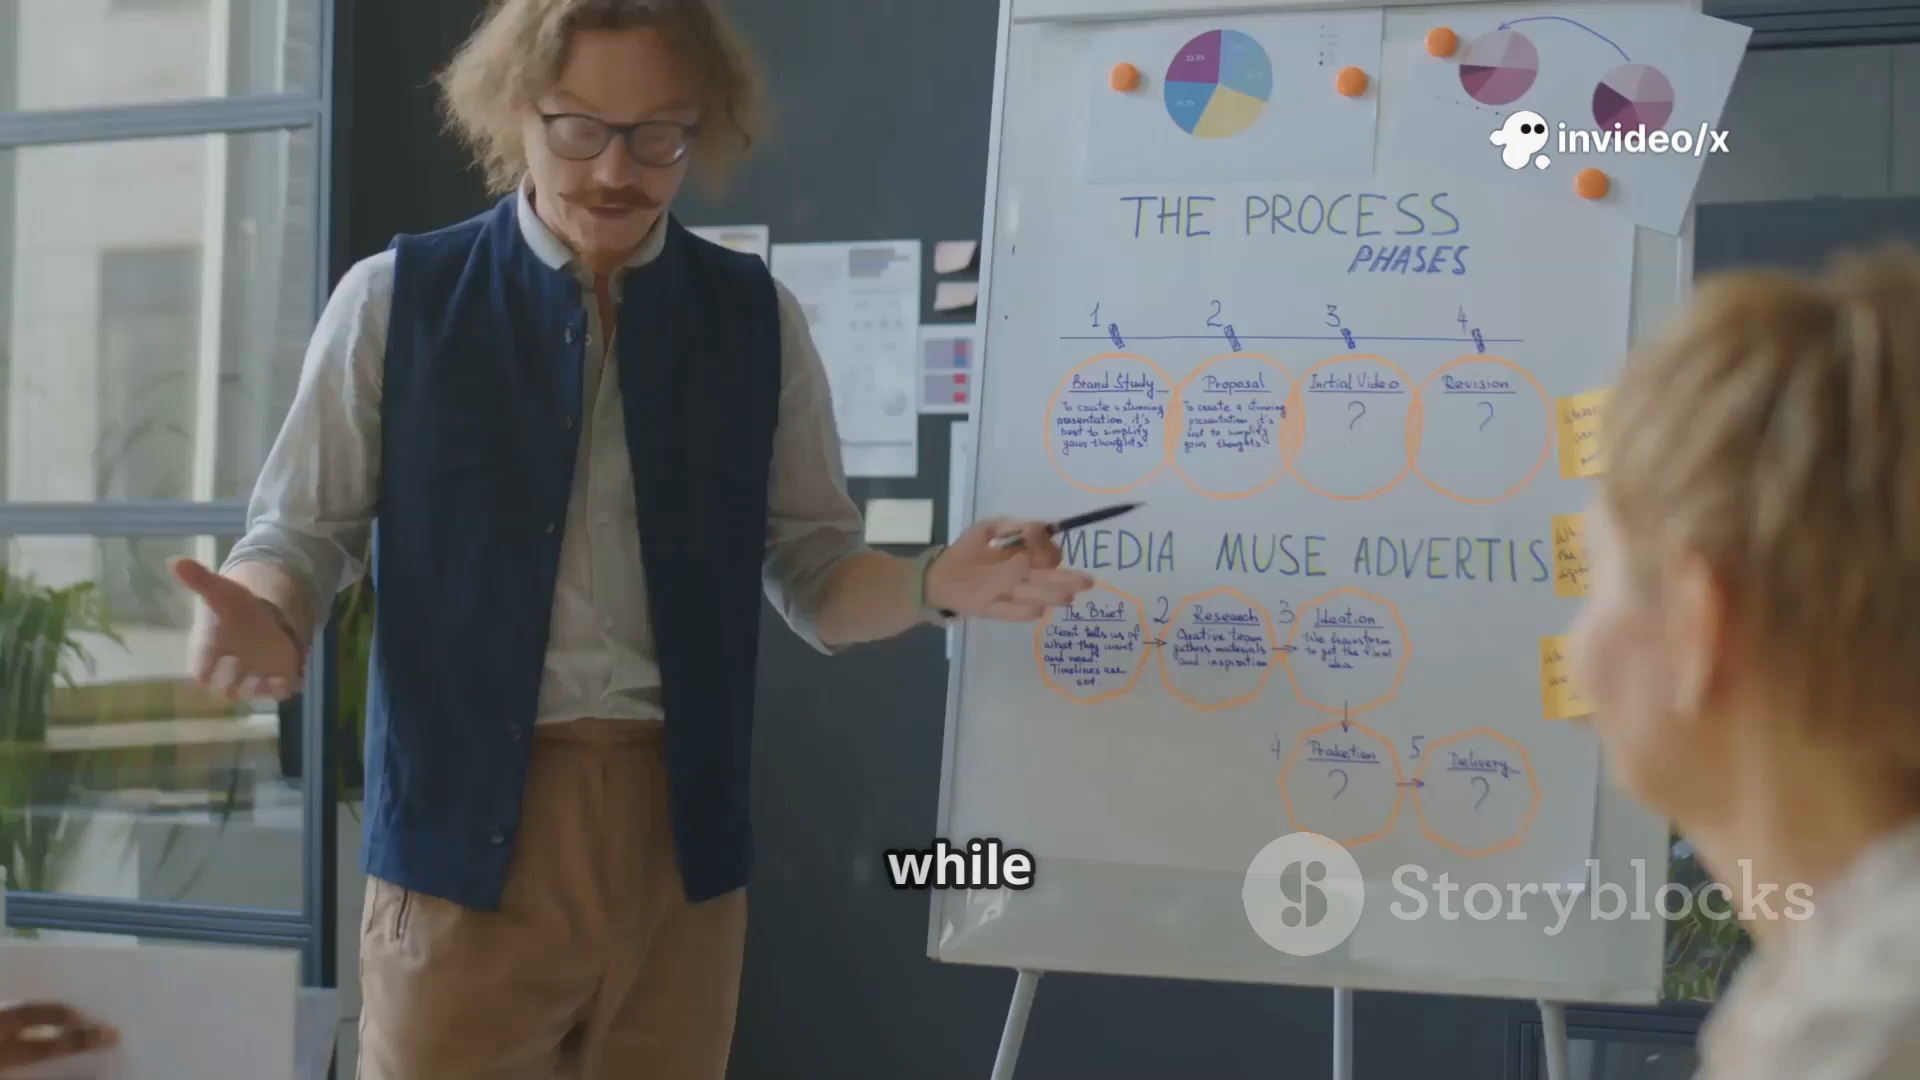 invideo/x
THE PROCESS
PHASES
1 2 3 4
Brand Study
To create a stunning
presentation, it's
best to simplify
your thoughts
Proposal
To create a stunning
presentation it's
best to simplify
your thoughts.
Initial Video
?
Revision
?
MEDIA MUSE ADVERTIS
The Brief
Client tells us of
what they want
and need.
Timelines are
set.
2
Research
Creative team
gathers materials
and inspiration
3
Ideation
We brainstorm
to get the
idea
4
Production
?
5
Delivery
?
while
Storyblocks